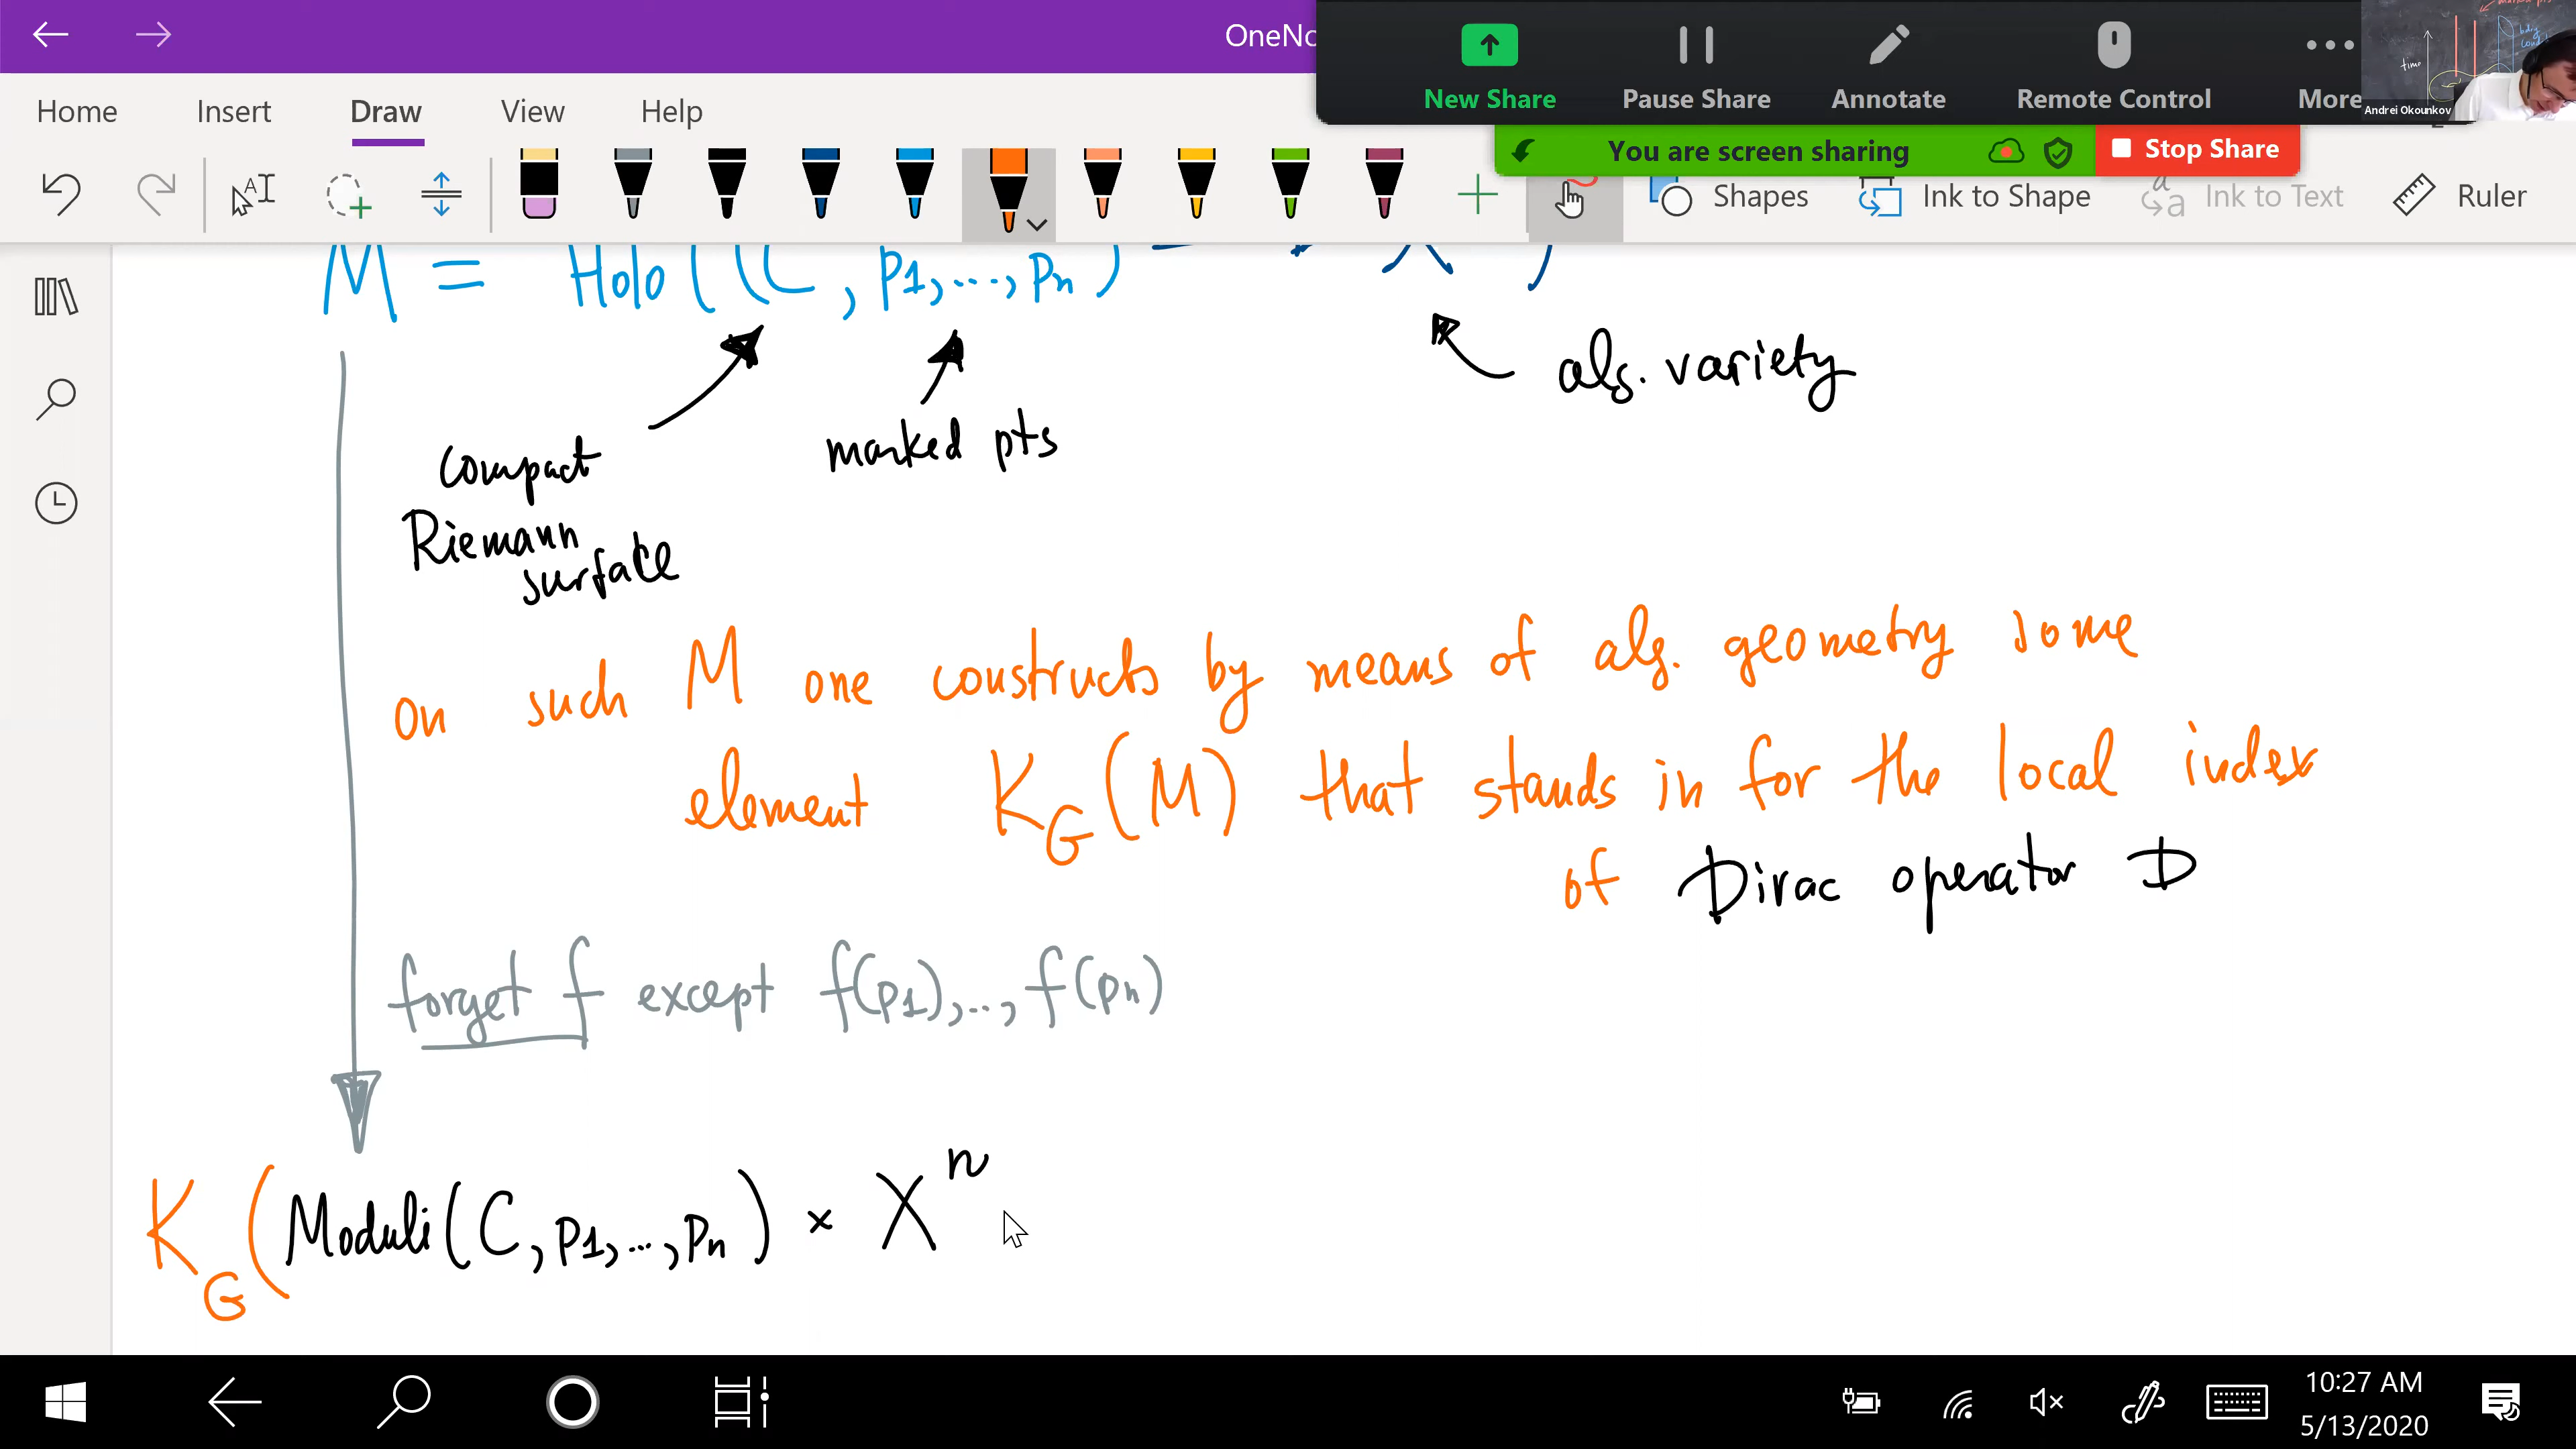 OneNo
New Share
Pause Share
Annotate
Remote Control
More
Andrei Okounkov
time
Home Insert Draw View Help
You are screen sharing
Stop Share
Shapes
Ink to Shape
Ink to Text
Ruler
M = Holo((C, p1,...,pn) → X)
alg. variety
marked pts
compact
Riemann
surface
on such M one constructs by means of alg. geometry some
element K_G(M) that stands in for the local index
of Dirac operator D
forget f except f(p1),..,f(pn)
K_G(Moduli(C, p1,...,pn) × X^n
10:27 AM
5/13/2020